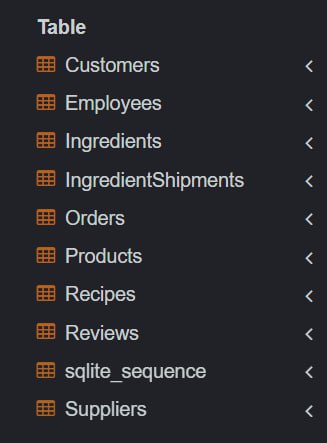 Table
Customers
Employees
Ingredients
IngredientShipments
Orders
Products
Recipes
Reviews
sqlite_sequence
Suppliers